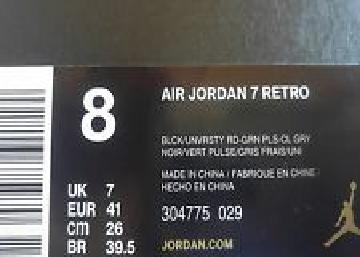 8
AIR JORDAN 7 RETRO
BLCK/UNVRSTY RD-GRN PLS-CL GRY
NOIR/VERT PULSE/GRIS FRAIS/UNI
MADE IN CHINA / FABRIQUE EN CHINE
HECHO EN CHINA
UK 7
EUR 41
cm 26
BR 39.5
304775 029
JORDAN.COM